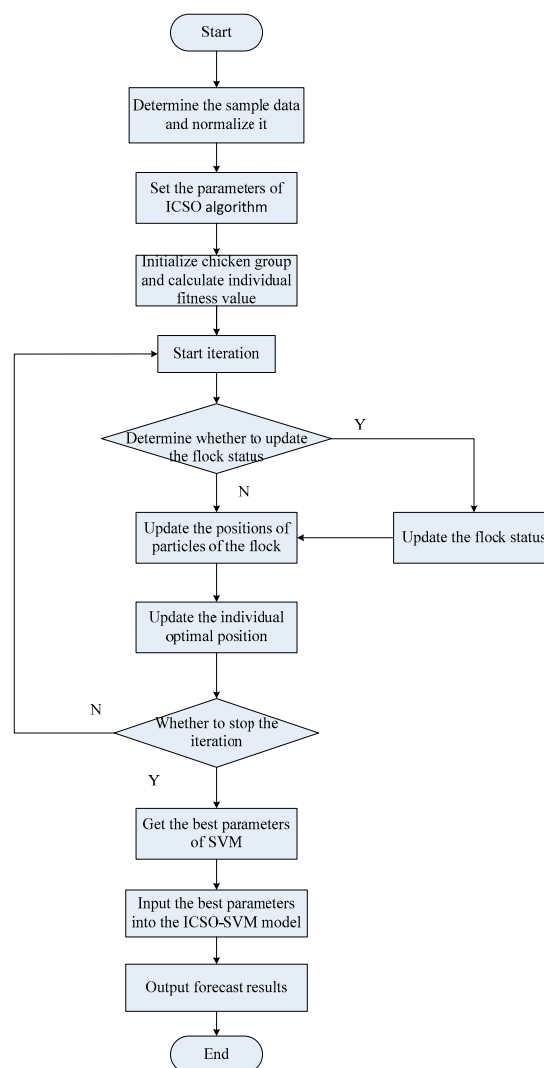 Start
Determine the sample data
and normalize it
Set the parameters of
ICSO algorithm
Initialize chicken group
and calculate individual
fitness value
Start iteration
Determine whether to update
the flock status
Y
N
Update the positions of
particles of the flock
Update the flock status
Update the individual
optimal position
Whether to stop the
iteration
N
Y
Get the best parameters
of SVM
Input the best parameters
into the ICSO-SVM model
Output forecast results
End